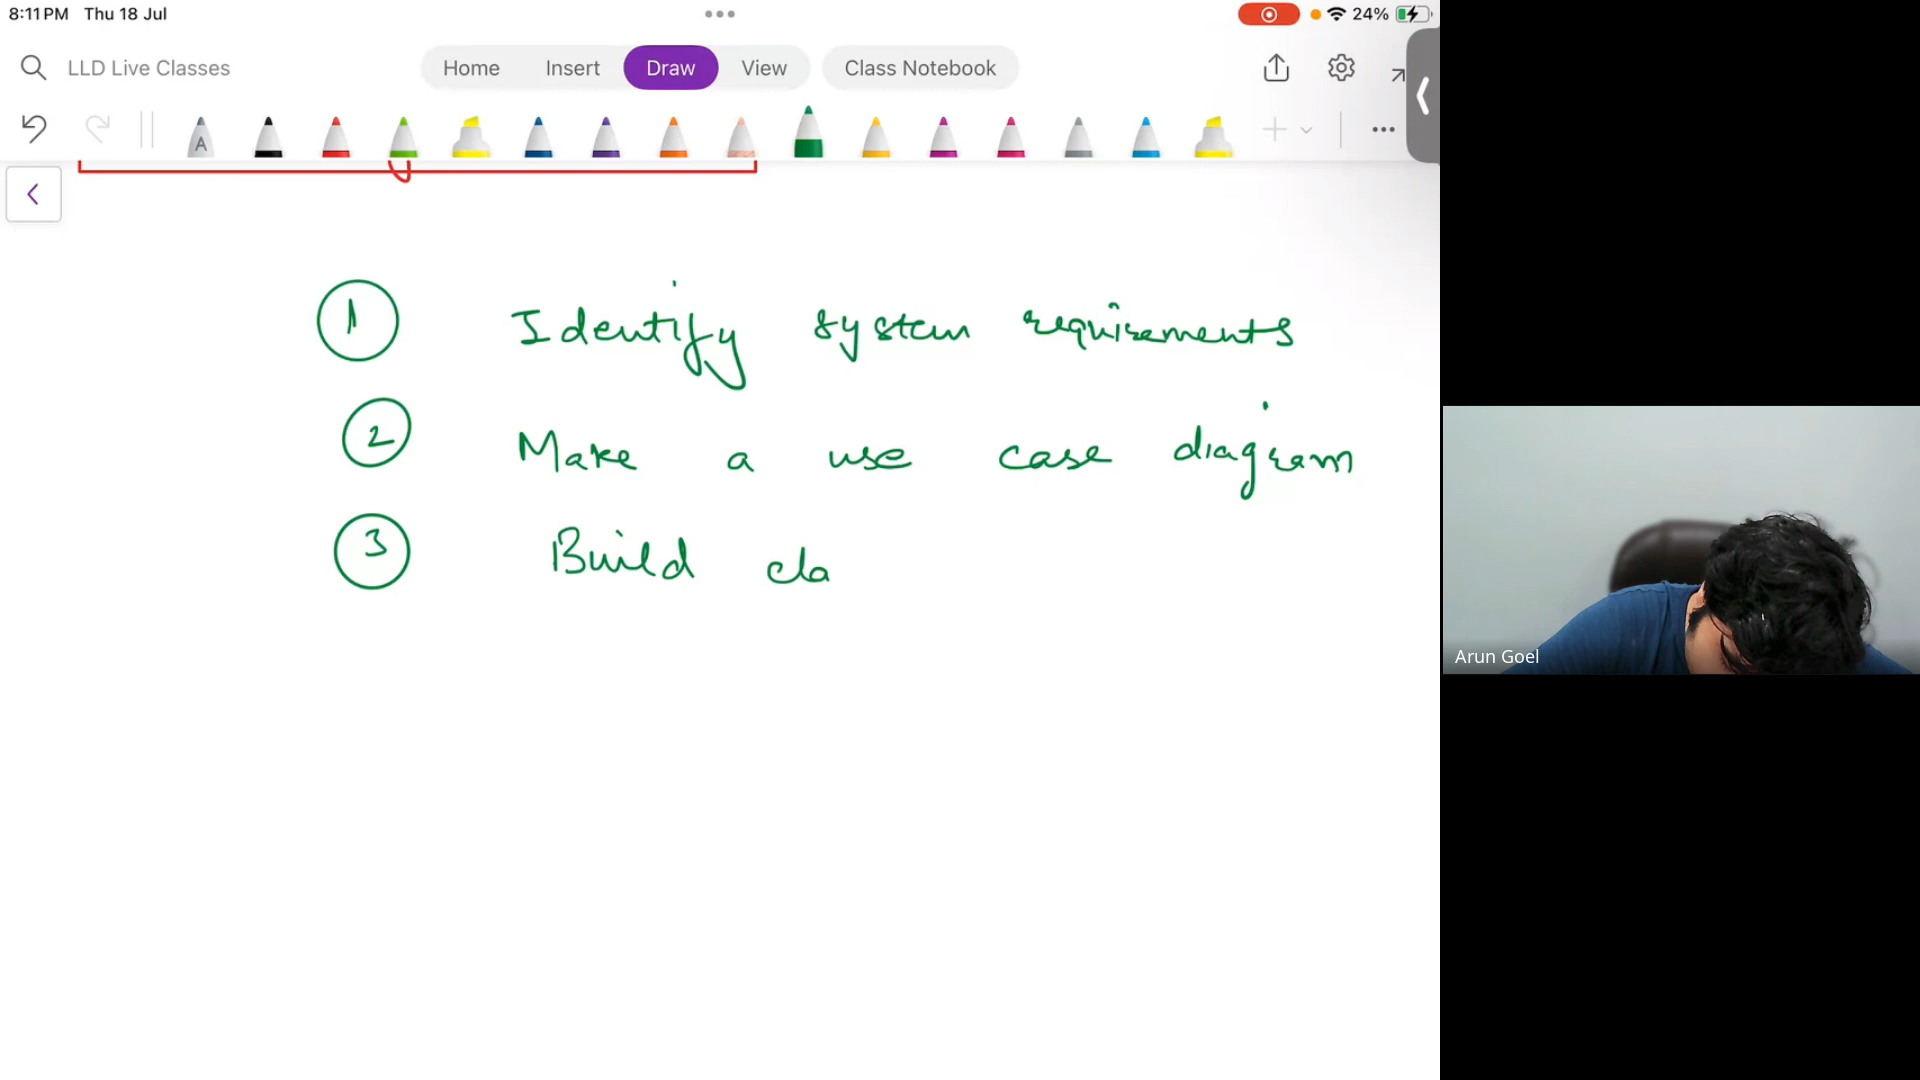 8:11 PM Thu 18 Jul
24%
LLD Live Classes
Home Insert Draw View Class Notebook
A
1 Identify system requirements
2 Make a use case diagram
3 Build cla
Arun Goel